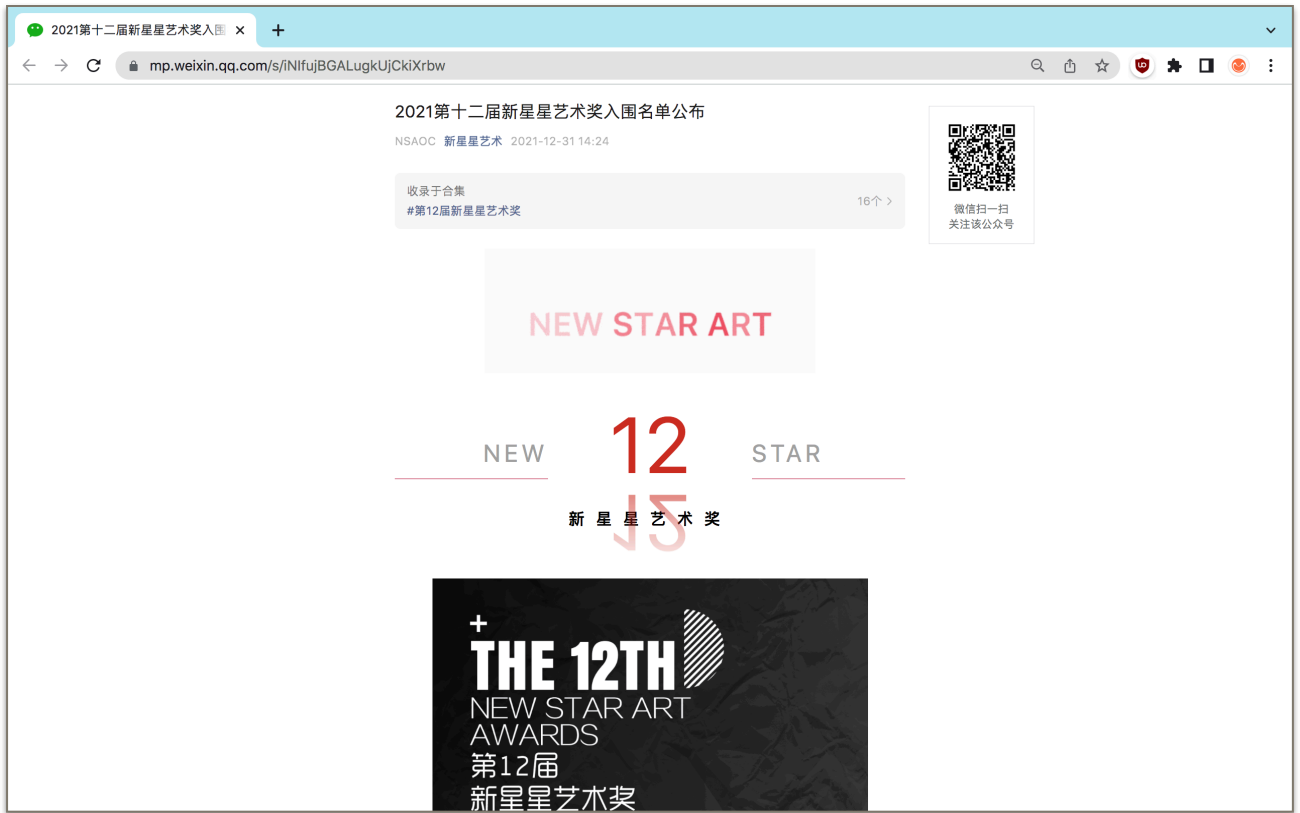 2021第十二届新星星艺术奖入围
mp.weixin.qq.com/s/iNIfujBGALugkUjCkiXrbw
2021第十二届新星星艺术奖入围名单公布
NSAOC 新星星艺术 2021-12-31 14:24
收录于合集
#第12届新星星艺术奖
16个
微信扫一扫
关注该公众号
NEW STAR ART
NEW 12 STAR
新星星艺术奖
THE 12TH
NEW STAR ART
AWARDS
第12届
新星星艺术奖